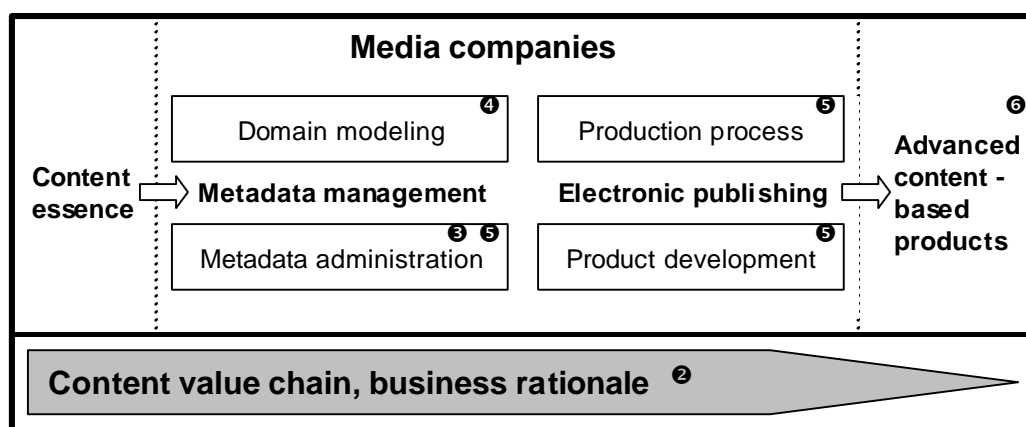 Media companies
Domain modeling ❹
Production process ❺
Content
essence
Metadata management
Electronic publishing
❻
Advanced
content -
based
products
Metadata administration ❸ ❺
Product development ❺
Content value chain, business rationale ❷